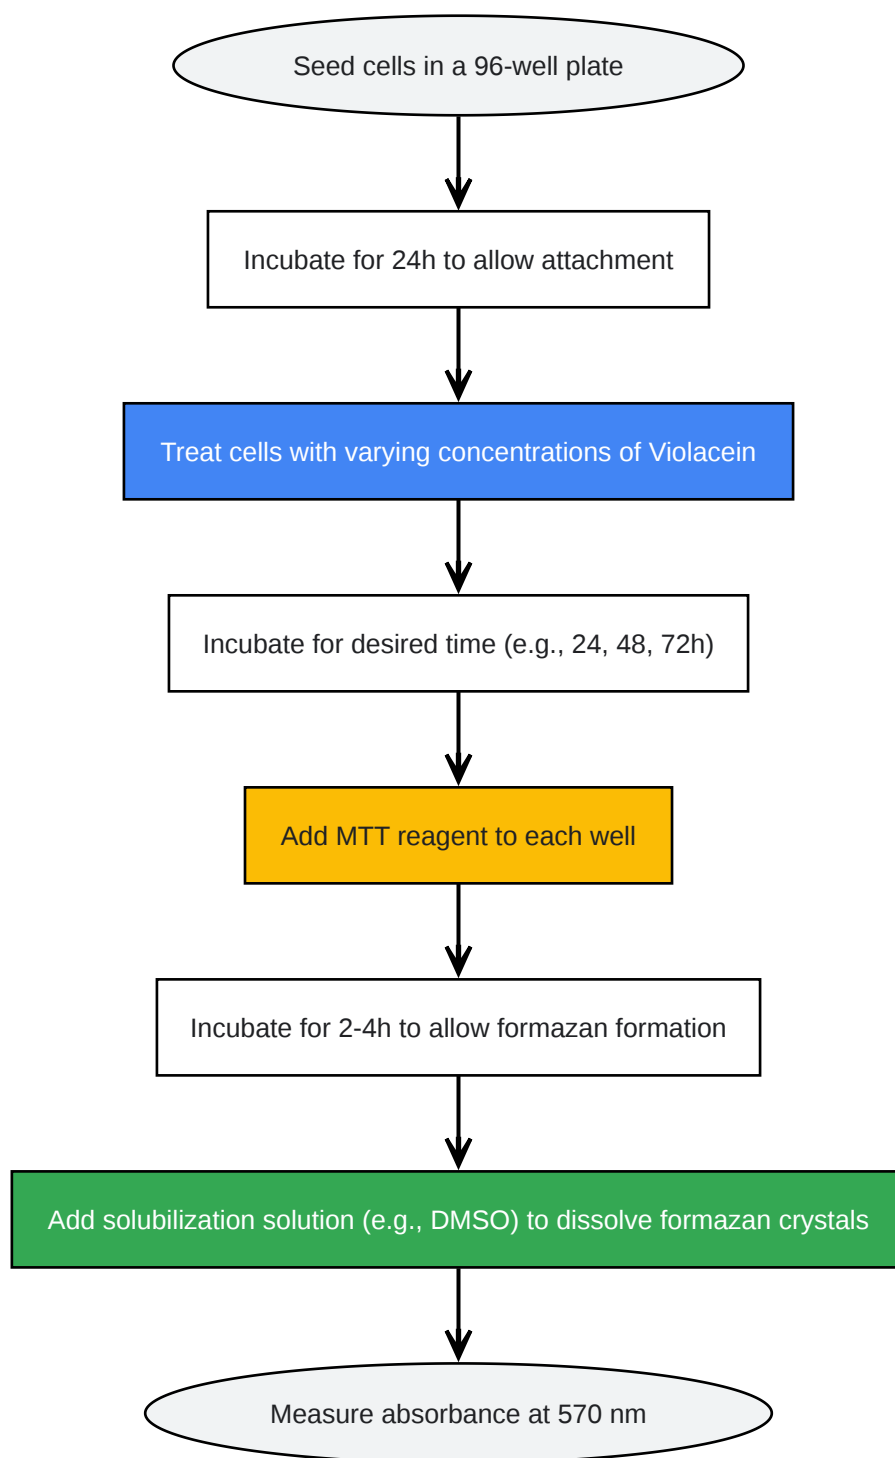 Seed cells in a 96-well plate
Incubate for 24h to allow attachment
Treat cells with varying concentrations of Violacein
Incubate for desired time (e.g., 24, 48, 72h)
Add MTT reagent to each well
Incubate for 2-4h to allow formazan formation
Add solubilization solution (e.g., DMSO) to dissolve formazan crystals
Measure absorbance at 570 nm